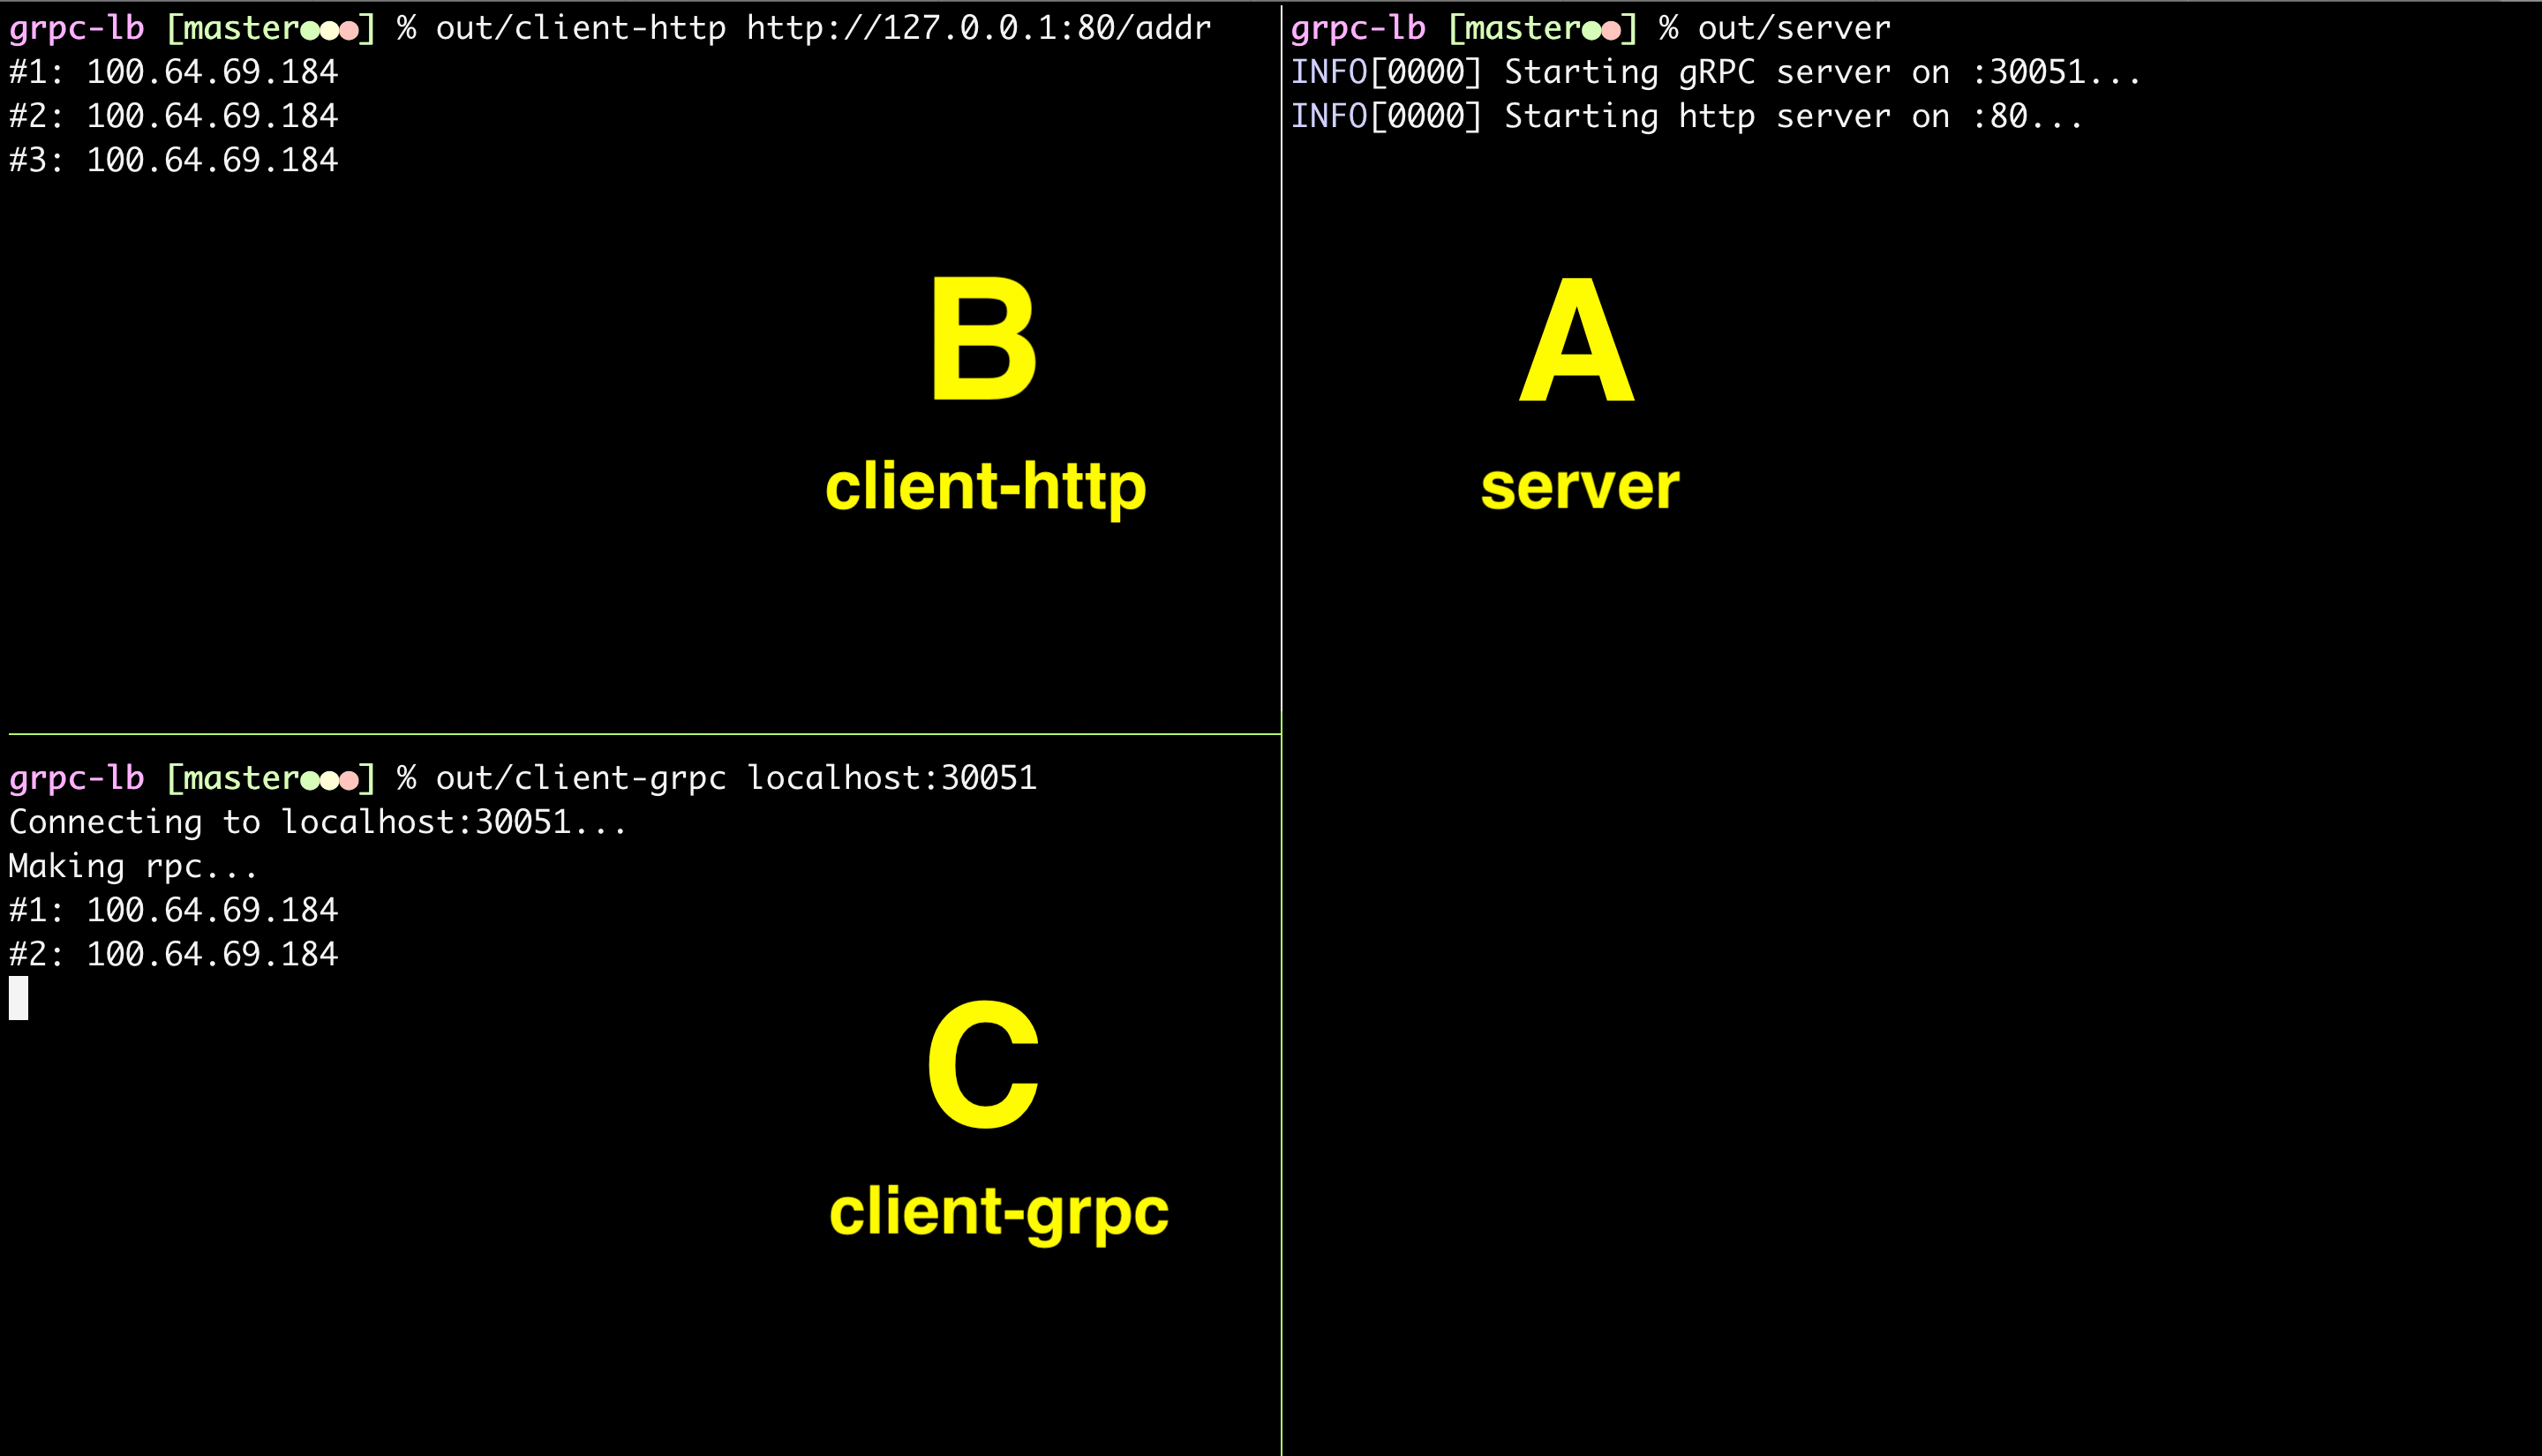 grpc-lb [master●●●] % out/client-http http://127.0.0.1:80/addr
#1: 100.64.69.184
#2: 100.64.69.184
#3: 100.64.69.184
B
client-http
grpc-lb [master●●] % out/server
INFO[0000] Starting gRPC server on :30051...
INFO[0000] Starting http server on :80...
A
server
grpc-lb [master●●●] % out/client-grpc localhost:30051
Connecting to localhost:30051...
Making rpc...
#1: 100.64.69.184
#2: 100.64.69.184
C
client-grpc